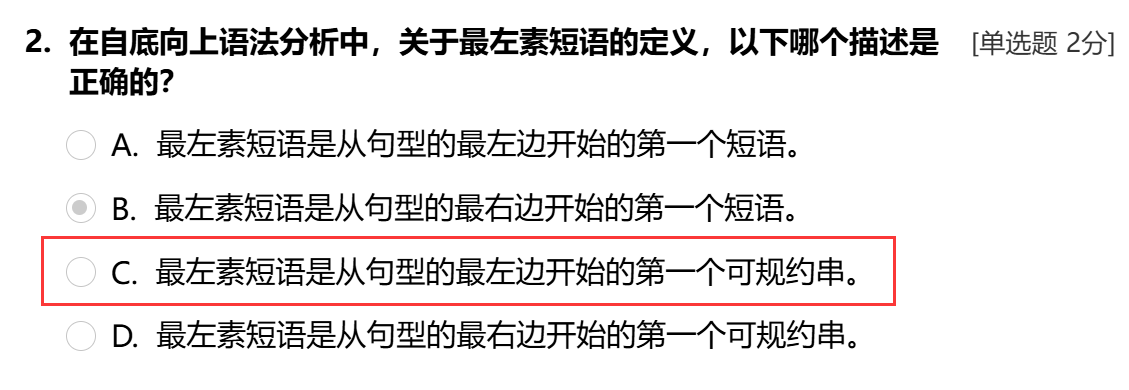 2. 在自底向上语法分析中，关于最左素短语的定义，以下哪个描述是 [单选题 2分]
正确的？
A. 最左素短语是从句型的最左边开始的第一个短语。
B. 最左素短语是从句型的最右边开始的第一个短语。
C. 最左素短语是从句型的最左边开始的第一个可规约串。
D. 最左素短语是从句型的最右边开始的第一个可规约串。